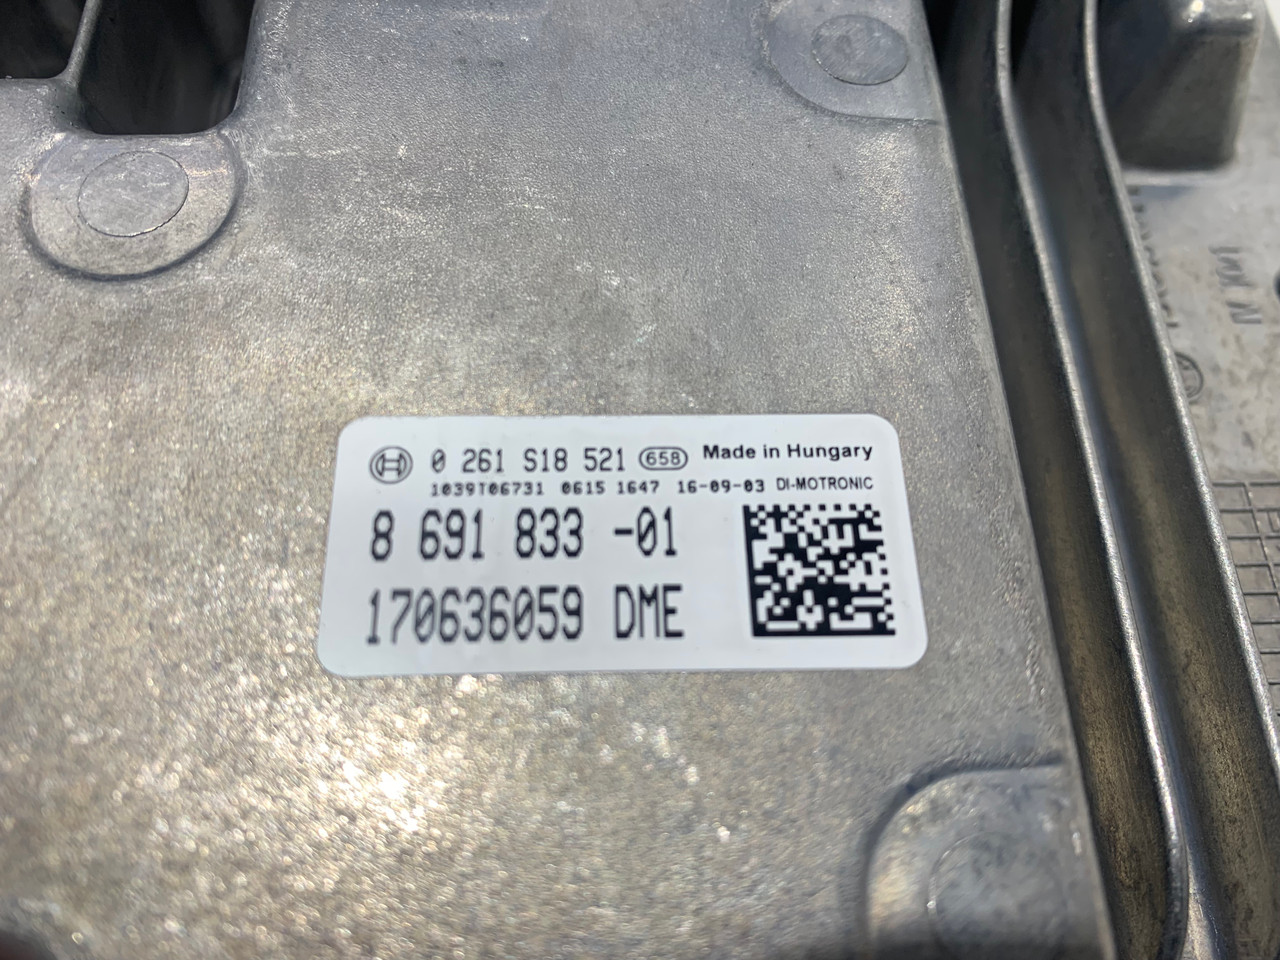 0 261 S18 521 658 Made in Hungary
1039T06731 0615 1647 16-09-03 DI-MOTRONIC
8 691 833 -01
170636059 DME